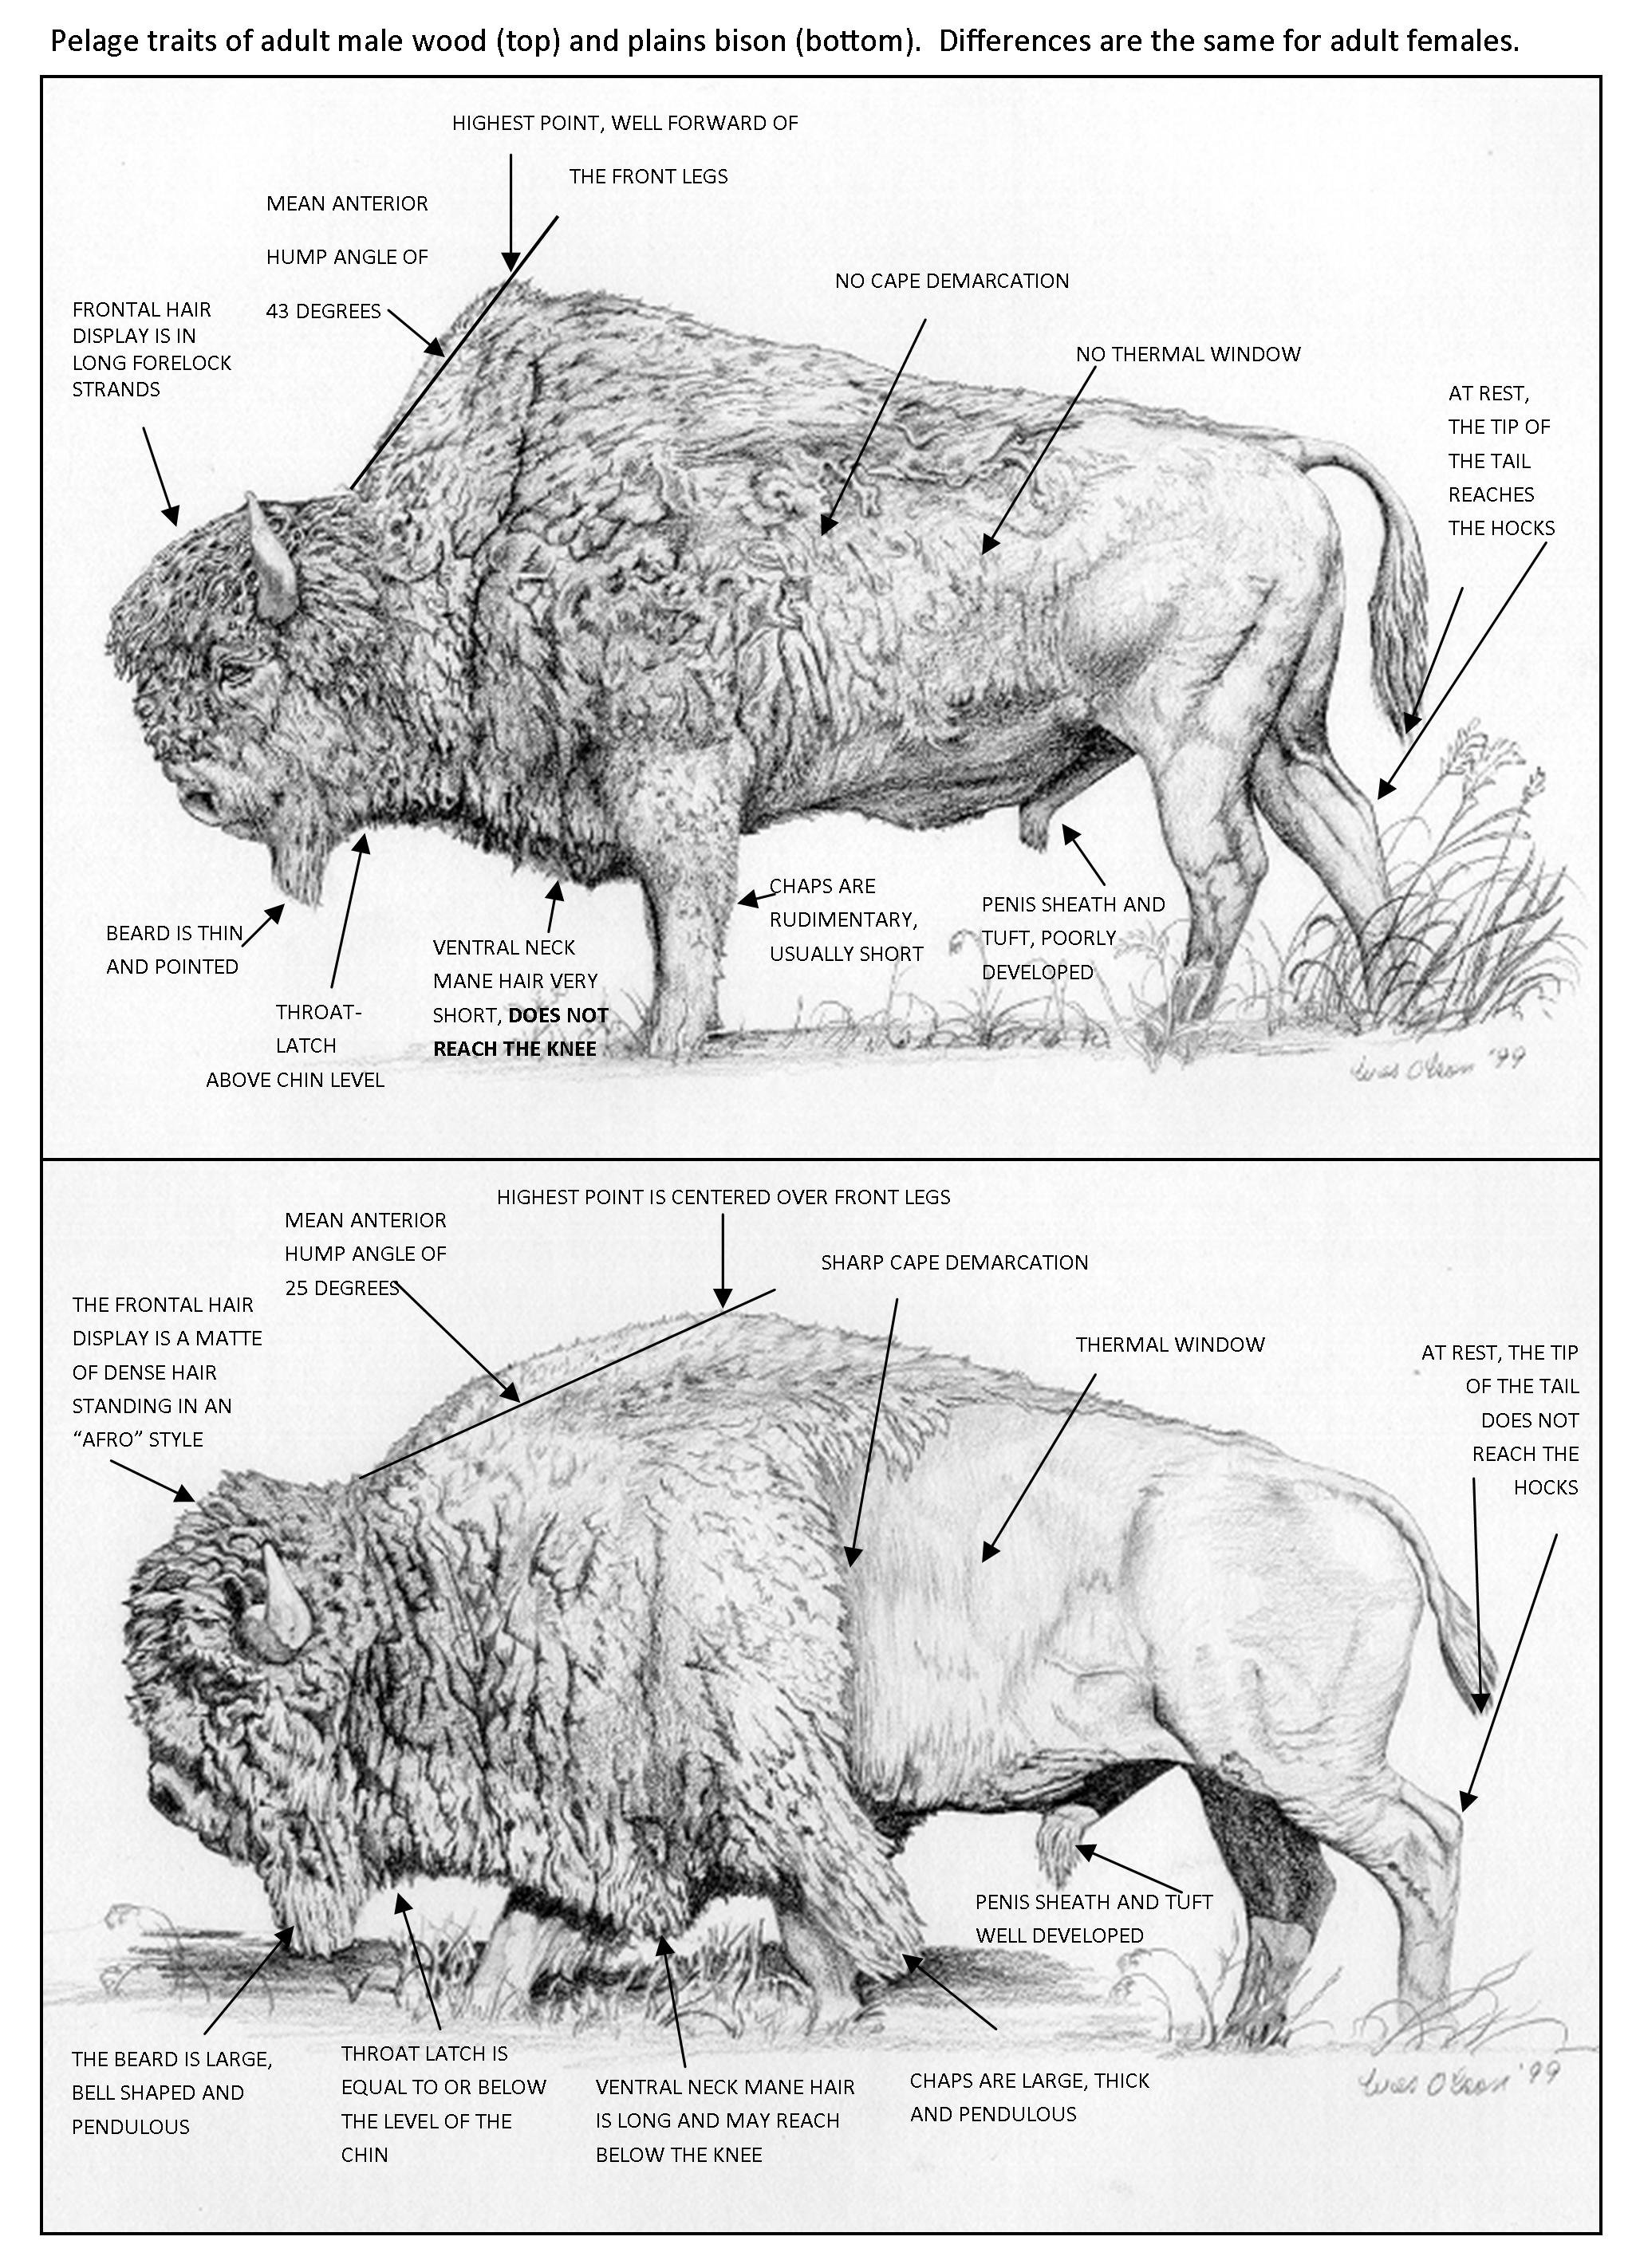 Pelage traits of adult male wood (top) and plains bison (bottom).  Differences are the same for adult females.
HIGHEST POINT, WELL FORWARD OF
THE FRONT LEGS
MEAN ANTERIOR
HUMP ANGLE OF
43 DEGREES
FRONTAL HAIR
DISPLAY IS IN
LONG FORELOCK
STRANDS
NO CAPE DEMARCATION
NO THERMAL WINDOW
AT REST,
THE TIP OF
THE TAIL
REACHES
THE HOCKS
BEARD IS THIN
AND POINTED
THROAT-
LATCH
ABOVE CHIN LEVEL
VENTRAL NECK
MANE HAIR VERY
SHORT, DOES NOT
REACH THE KNEE
CHAPS ARE
RUDIMENTARY,
USUALLY SHORT
PENIS SHEATH AND
TUFT, POORLY
DEVELOPED
Wes Olson '99
HIGHEST POINT IS CENTERED OVER FRONT LEGS
MEAN ANTERIOR
HUMP ANGLE OF
25 DEGREES
SHARP CAPE DEMARCATION
THE FRONTAL HAIR
DISPLAY IS A MATTE
OF DENSE HAIR
STANDING IN AN
“AFRO” STYLE
THERMAL WINDOW
AT REST, THE TIP
OF THE TAIL
DOES NOT
REACH THE
HOCKS
PENIS SHEATH AND TUFT
WELL DEVELOPED
THE BEARD IS LARGE,
BELL SHAPED AND
PENDULOUS
THROAT LATCH IS
EQUAL TO OR BELOW
THE LEVEL OF THE
CHIN
VENTRAL NECK MANE HAIR
IS LONG AND MAY REACH
BELOW THE KNEE
CHAPS ARE LARGE, THICK
AND PENDULOUS
Wes Olson '99